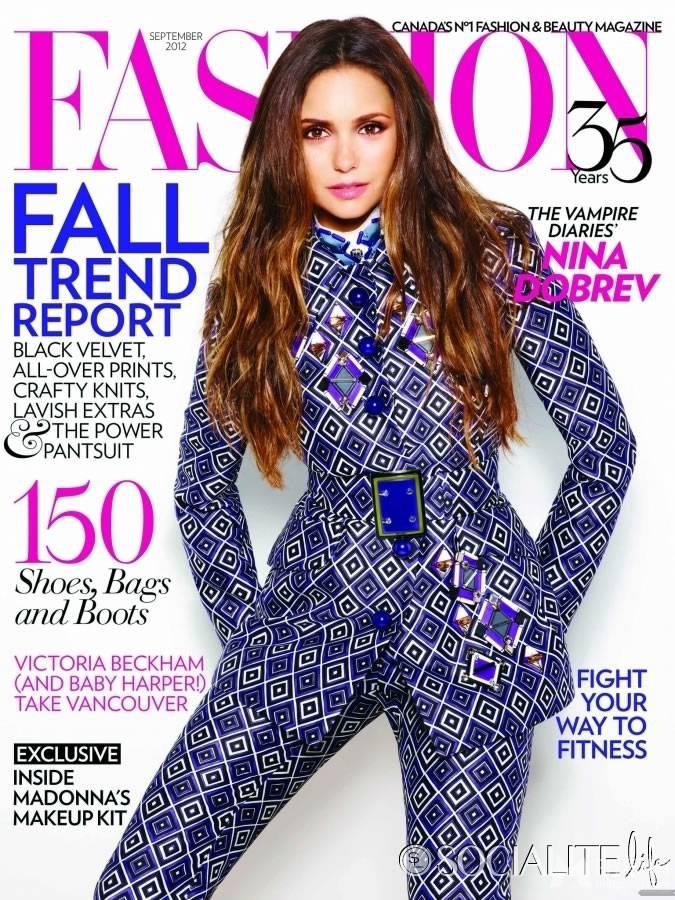 CANADA'S Nº1 FASHION & BEAUTY MAGAZINE
FASHION
SEPTEMBER
2012
35
Years
FALL
TREND
REPORT
BLACK VELVET,
ALL-OVER PRINTS,
CRAFTY KNITS,
LAVISH EXTRAS
& THE POWER
PANTSUIT
THE VAMPIRE
DIARIES'
NINA
DOBREV
150
Shoes, Bags
and Boots
VICTORIA BECKHAM
(AND BABY HARPER!)
TAKE VANCOUVER
EXCLUSIVE
INSIDE
MADONNA'S
MAKEUP KIT
FIGHT
YOUR
WAY TO
FITNESS
© SOCIALITE life